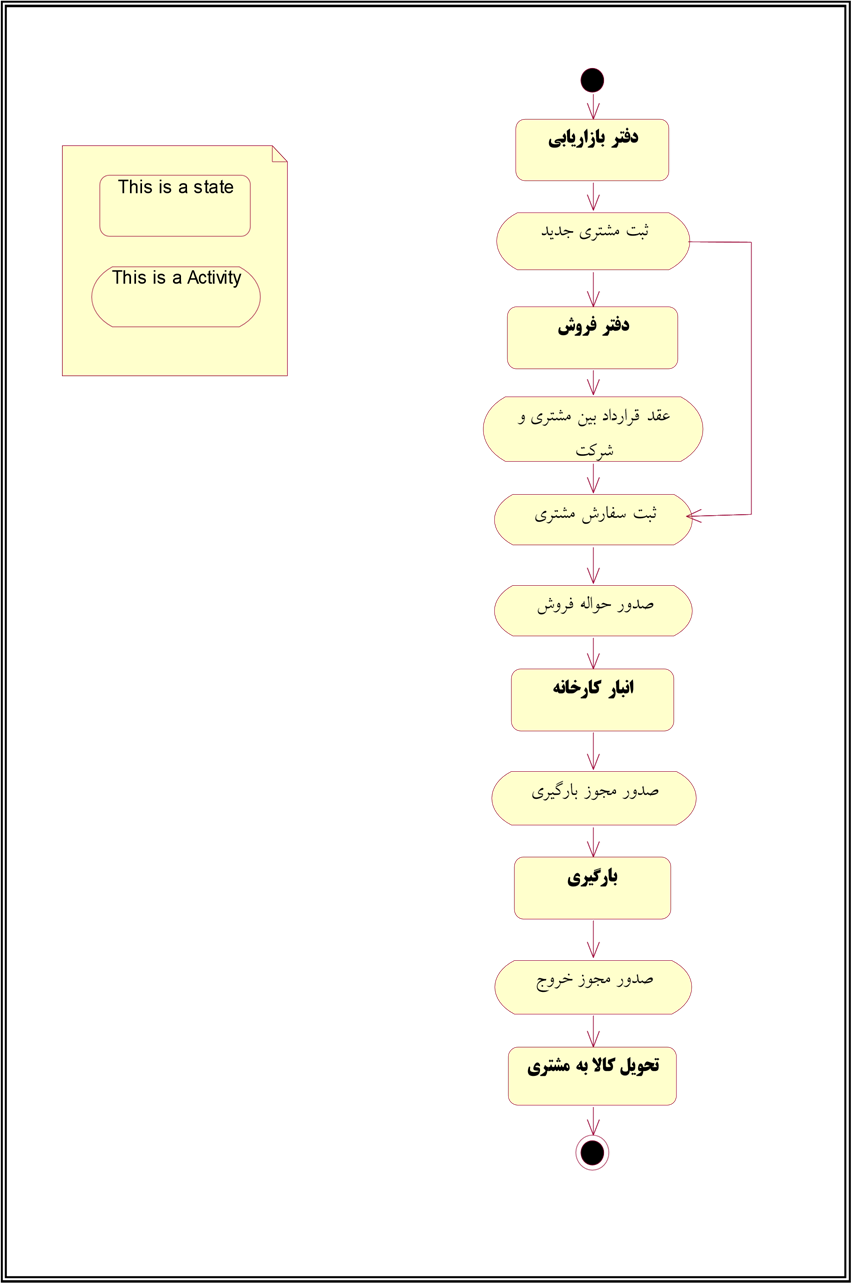 This is a state
This is a Activity
دفتر بازاریابی
ثبت مشتری جدید
دفتر فروش
عقد قرارداد بین مشتری و
شرکت
ثبت سفارش مشتری
صدور حواله فروش
انبار کارخانه
صدور مجوز بارگیری
بارگیری
صدور مجوز خروج
تحویل کالا به مشتری